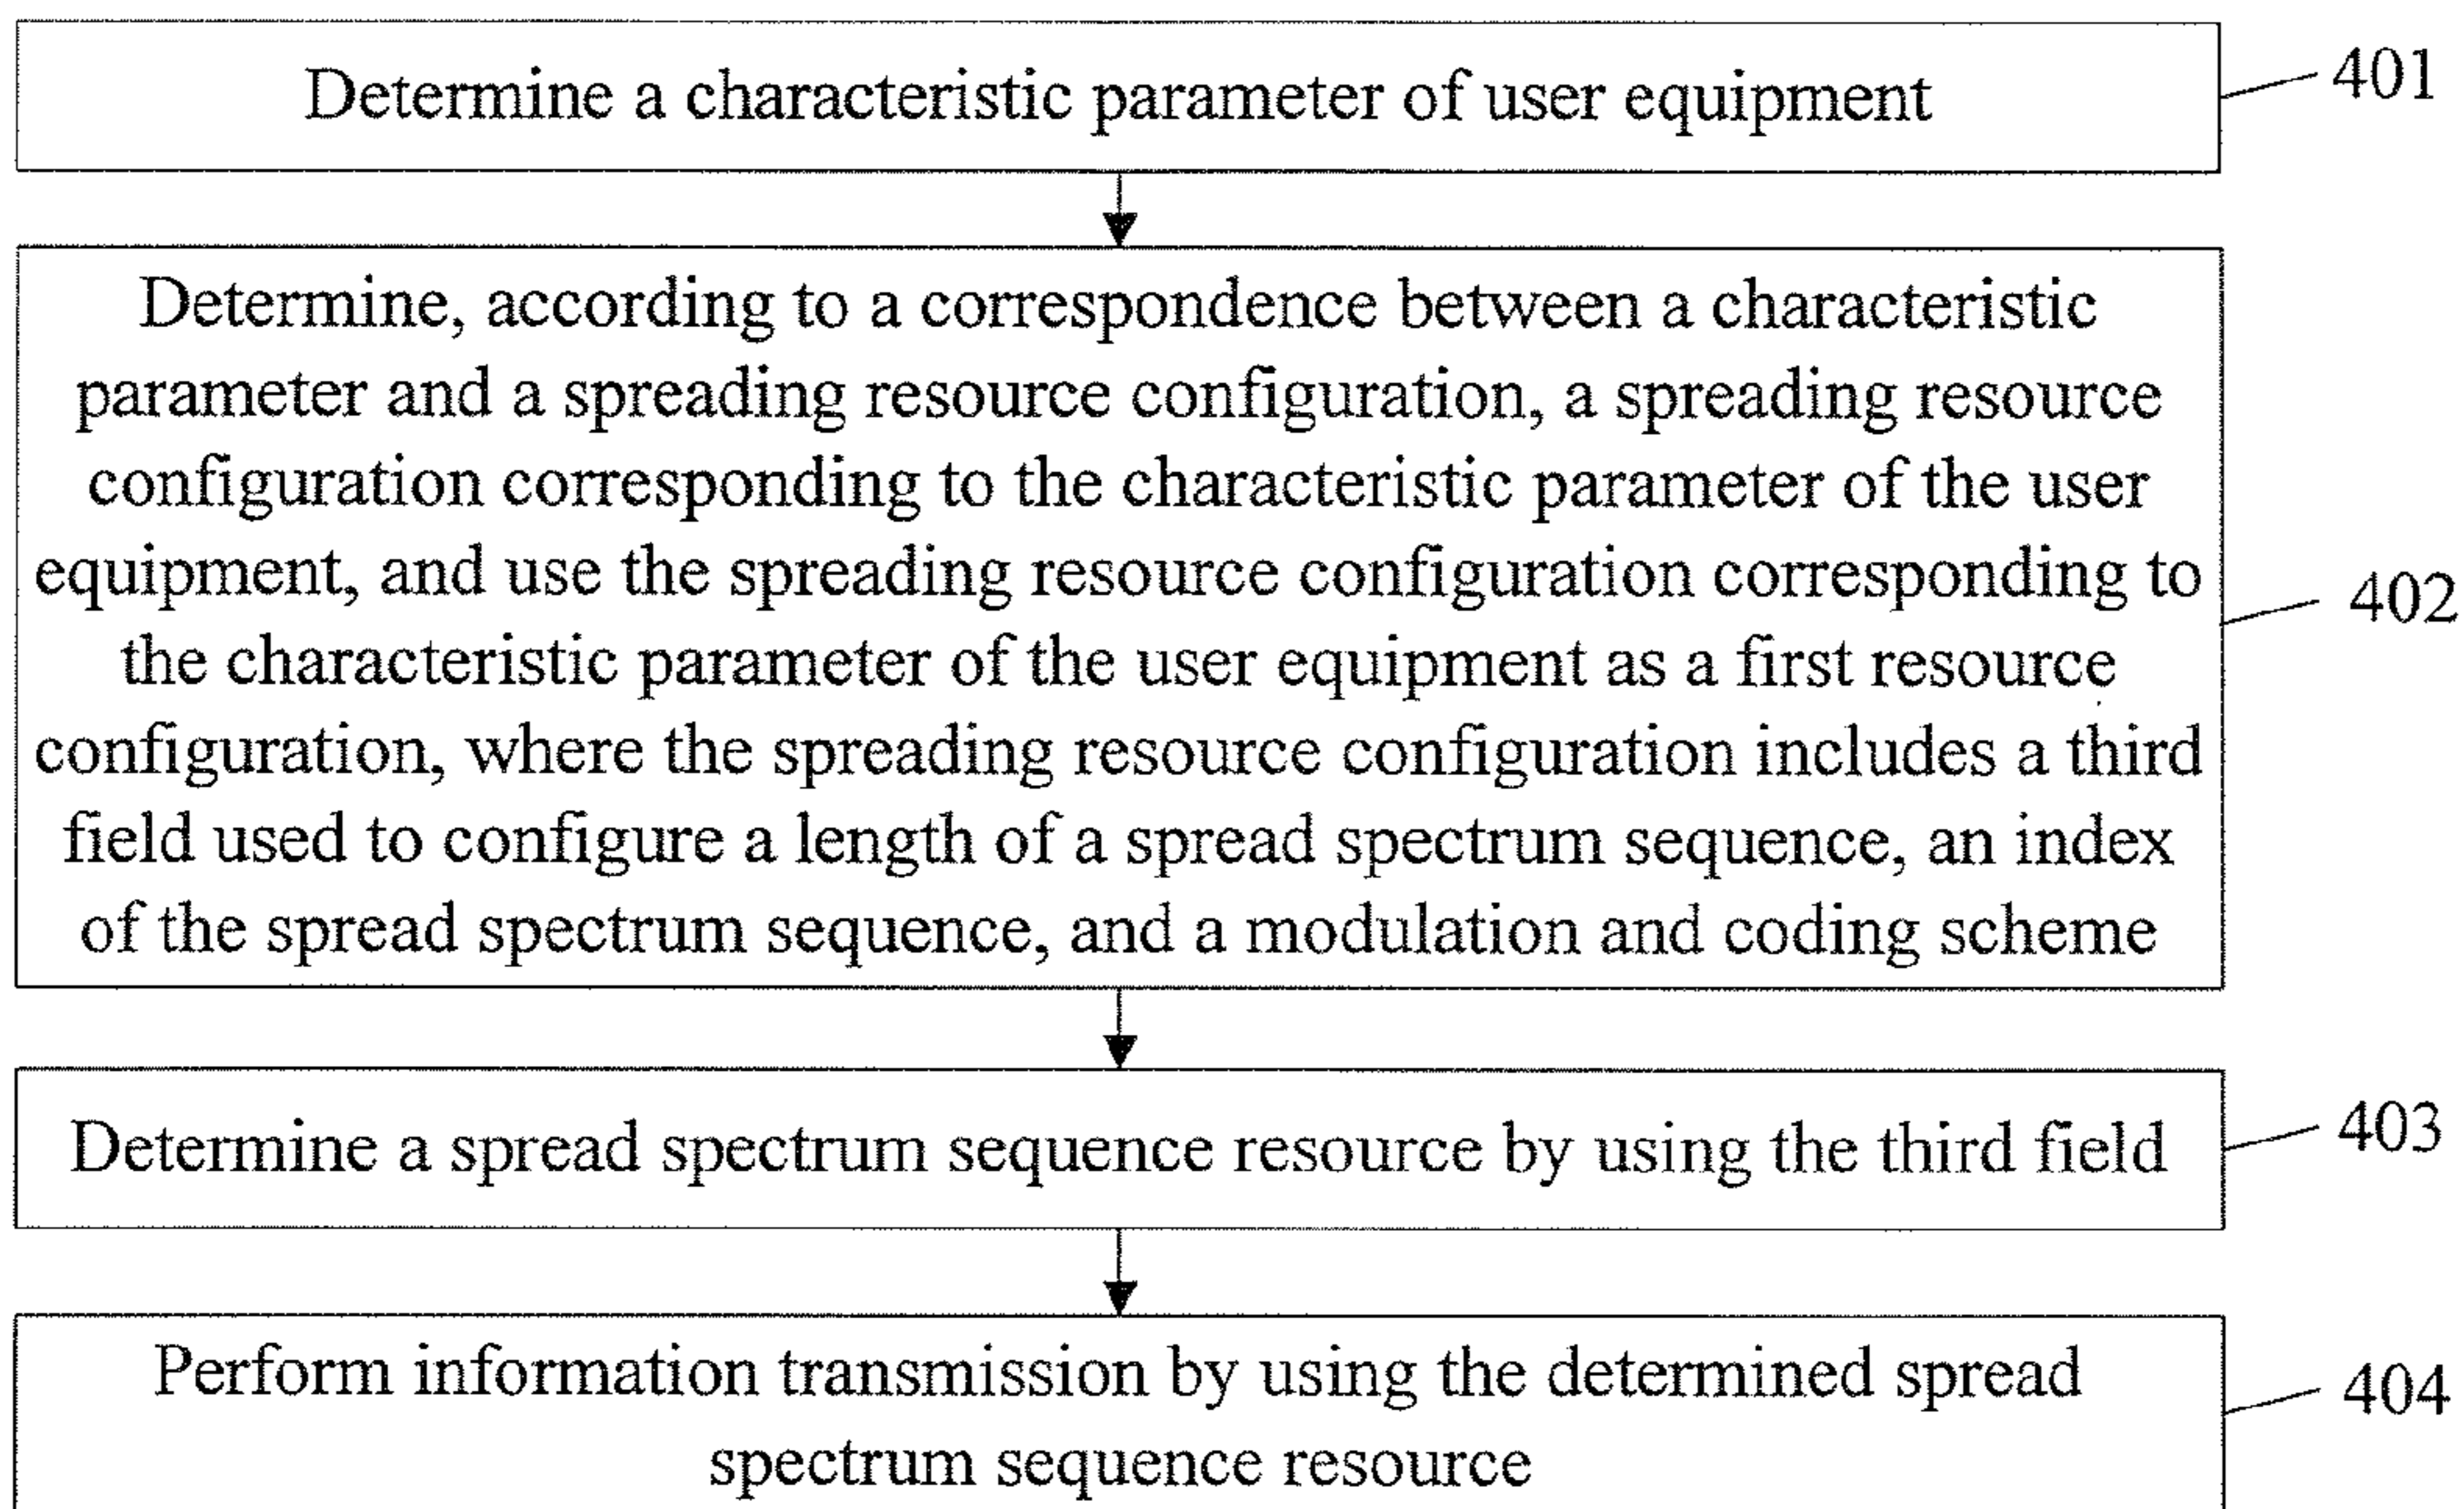 Determine a characteristic parameter of user equipment
401
Determine, according to a correspondence between a characteristic
parameter and a spreading resource configuration, a spreading resource
configuration corresponding to the characteristic parameter of the user
equipment, and use the spreading resource configuration corresponding to
402
the characteristic parameter of the user equipment as a first resource
configuration, where the spreading resource configuration includes a third
field used to configure a length of a spread spectrum sequence, an index
of the spread spectrum sequence, and a modulation and coding scheme
Determine a spread spectrum sequence resource by using the third field
403
Perform information transmission by using the determined spread
404
spectrum sequence resource